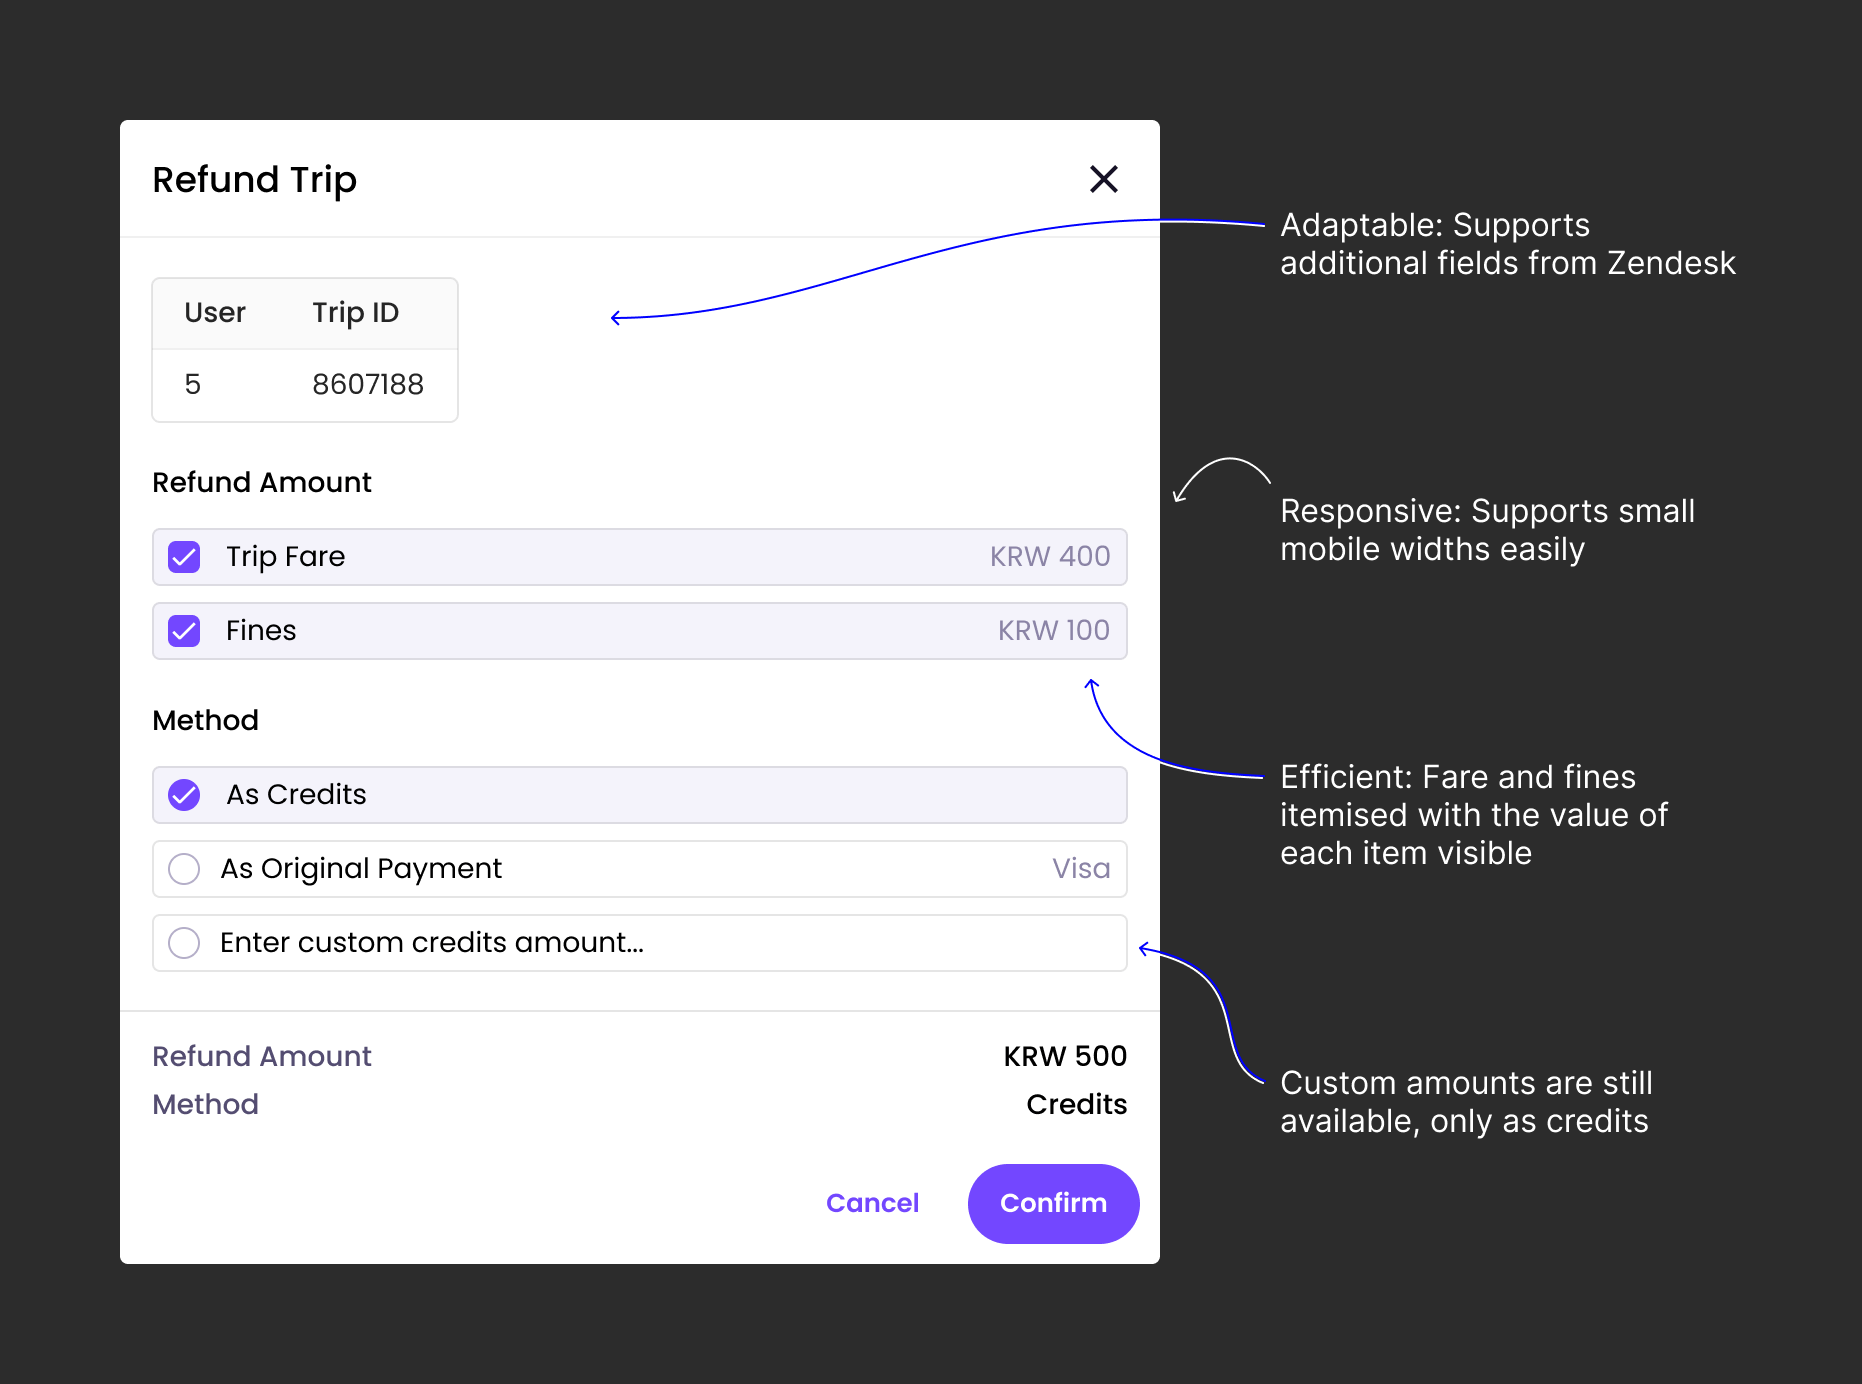 Refund Trip
User Trip ID
5 8607188
Refund Amount
Trip Fare KRW 400
Fines KRW 100
Method
As Credits
As Original Payment Visa
Enter custom credits amount...
Refund Amount KRW 500
Method Credits
Cancel Confirm
Adaptable: Supports
additional fields from Zendesk
Responsive: Supports small
mobile widths easily
Efficient: Fare and fines
itemised with the value of
each item visible
Custom amounts are still
available, only as credits